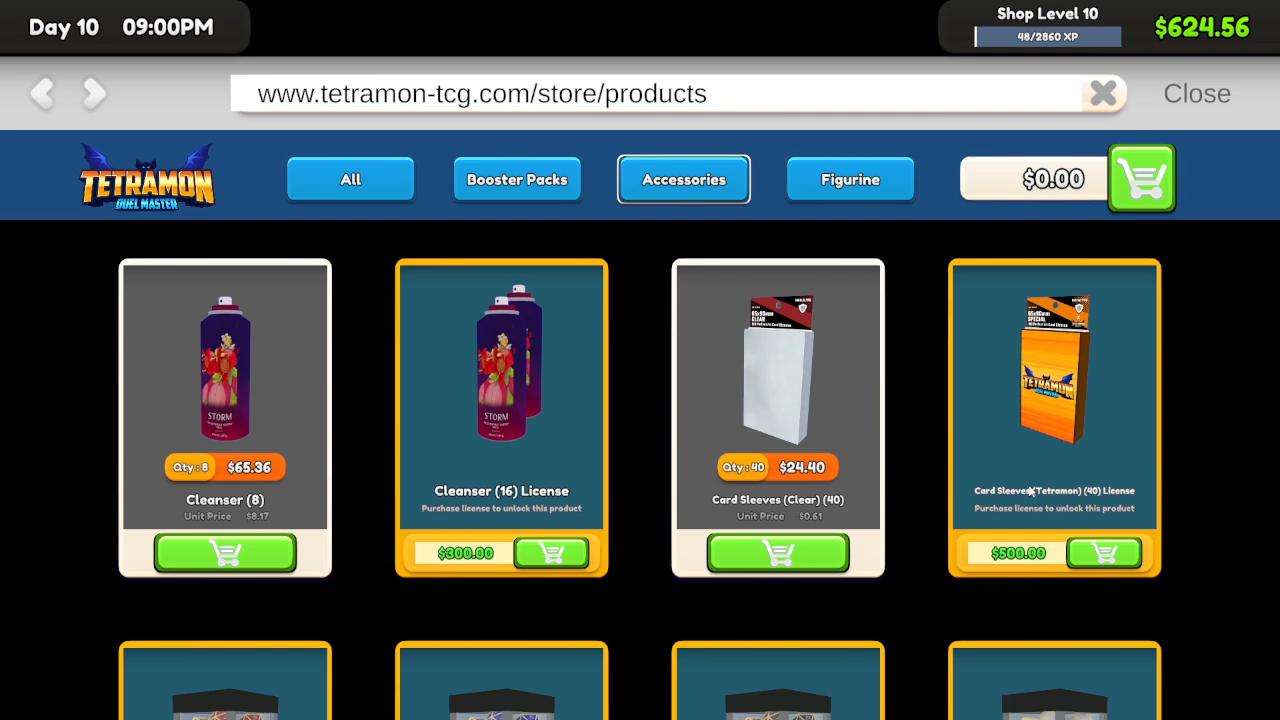 Day 10 09:00PM
Shop Level 10
48/2860 XP
$624.56
www.tetramon-tcg.com/store/products
Close
TETRAMON
DUEL MASTER
All
Booster Packs
Accessories
Figurine
$0.00
STORM
Qty : 8 $65.36
Cleanser (8)
Unit Price $8.17
STORM
Cleanser (16) License
Purchase license to unlock this product
$300.00
65x90mm
CLEAR
Qty : 40 $24.40
Card Sleeves (Clear) (40)
Unit Price $0.61
65x90mm
SPECIAL
TETRAMON
Card Sleeves (Tetramon) (40) License
Purchase license to unlock this product
$500.00